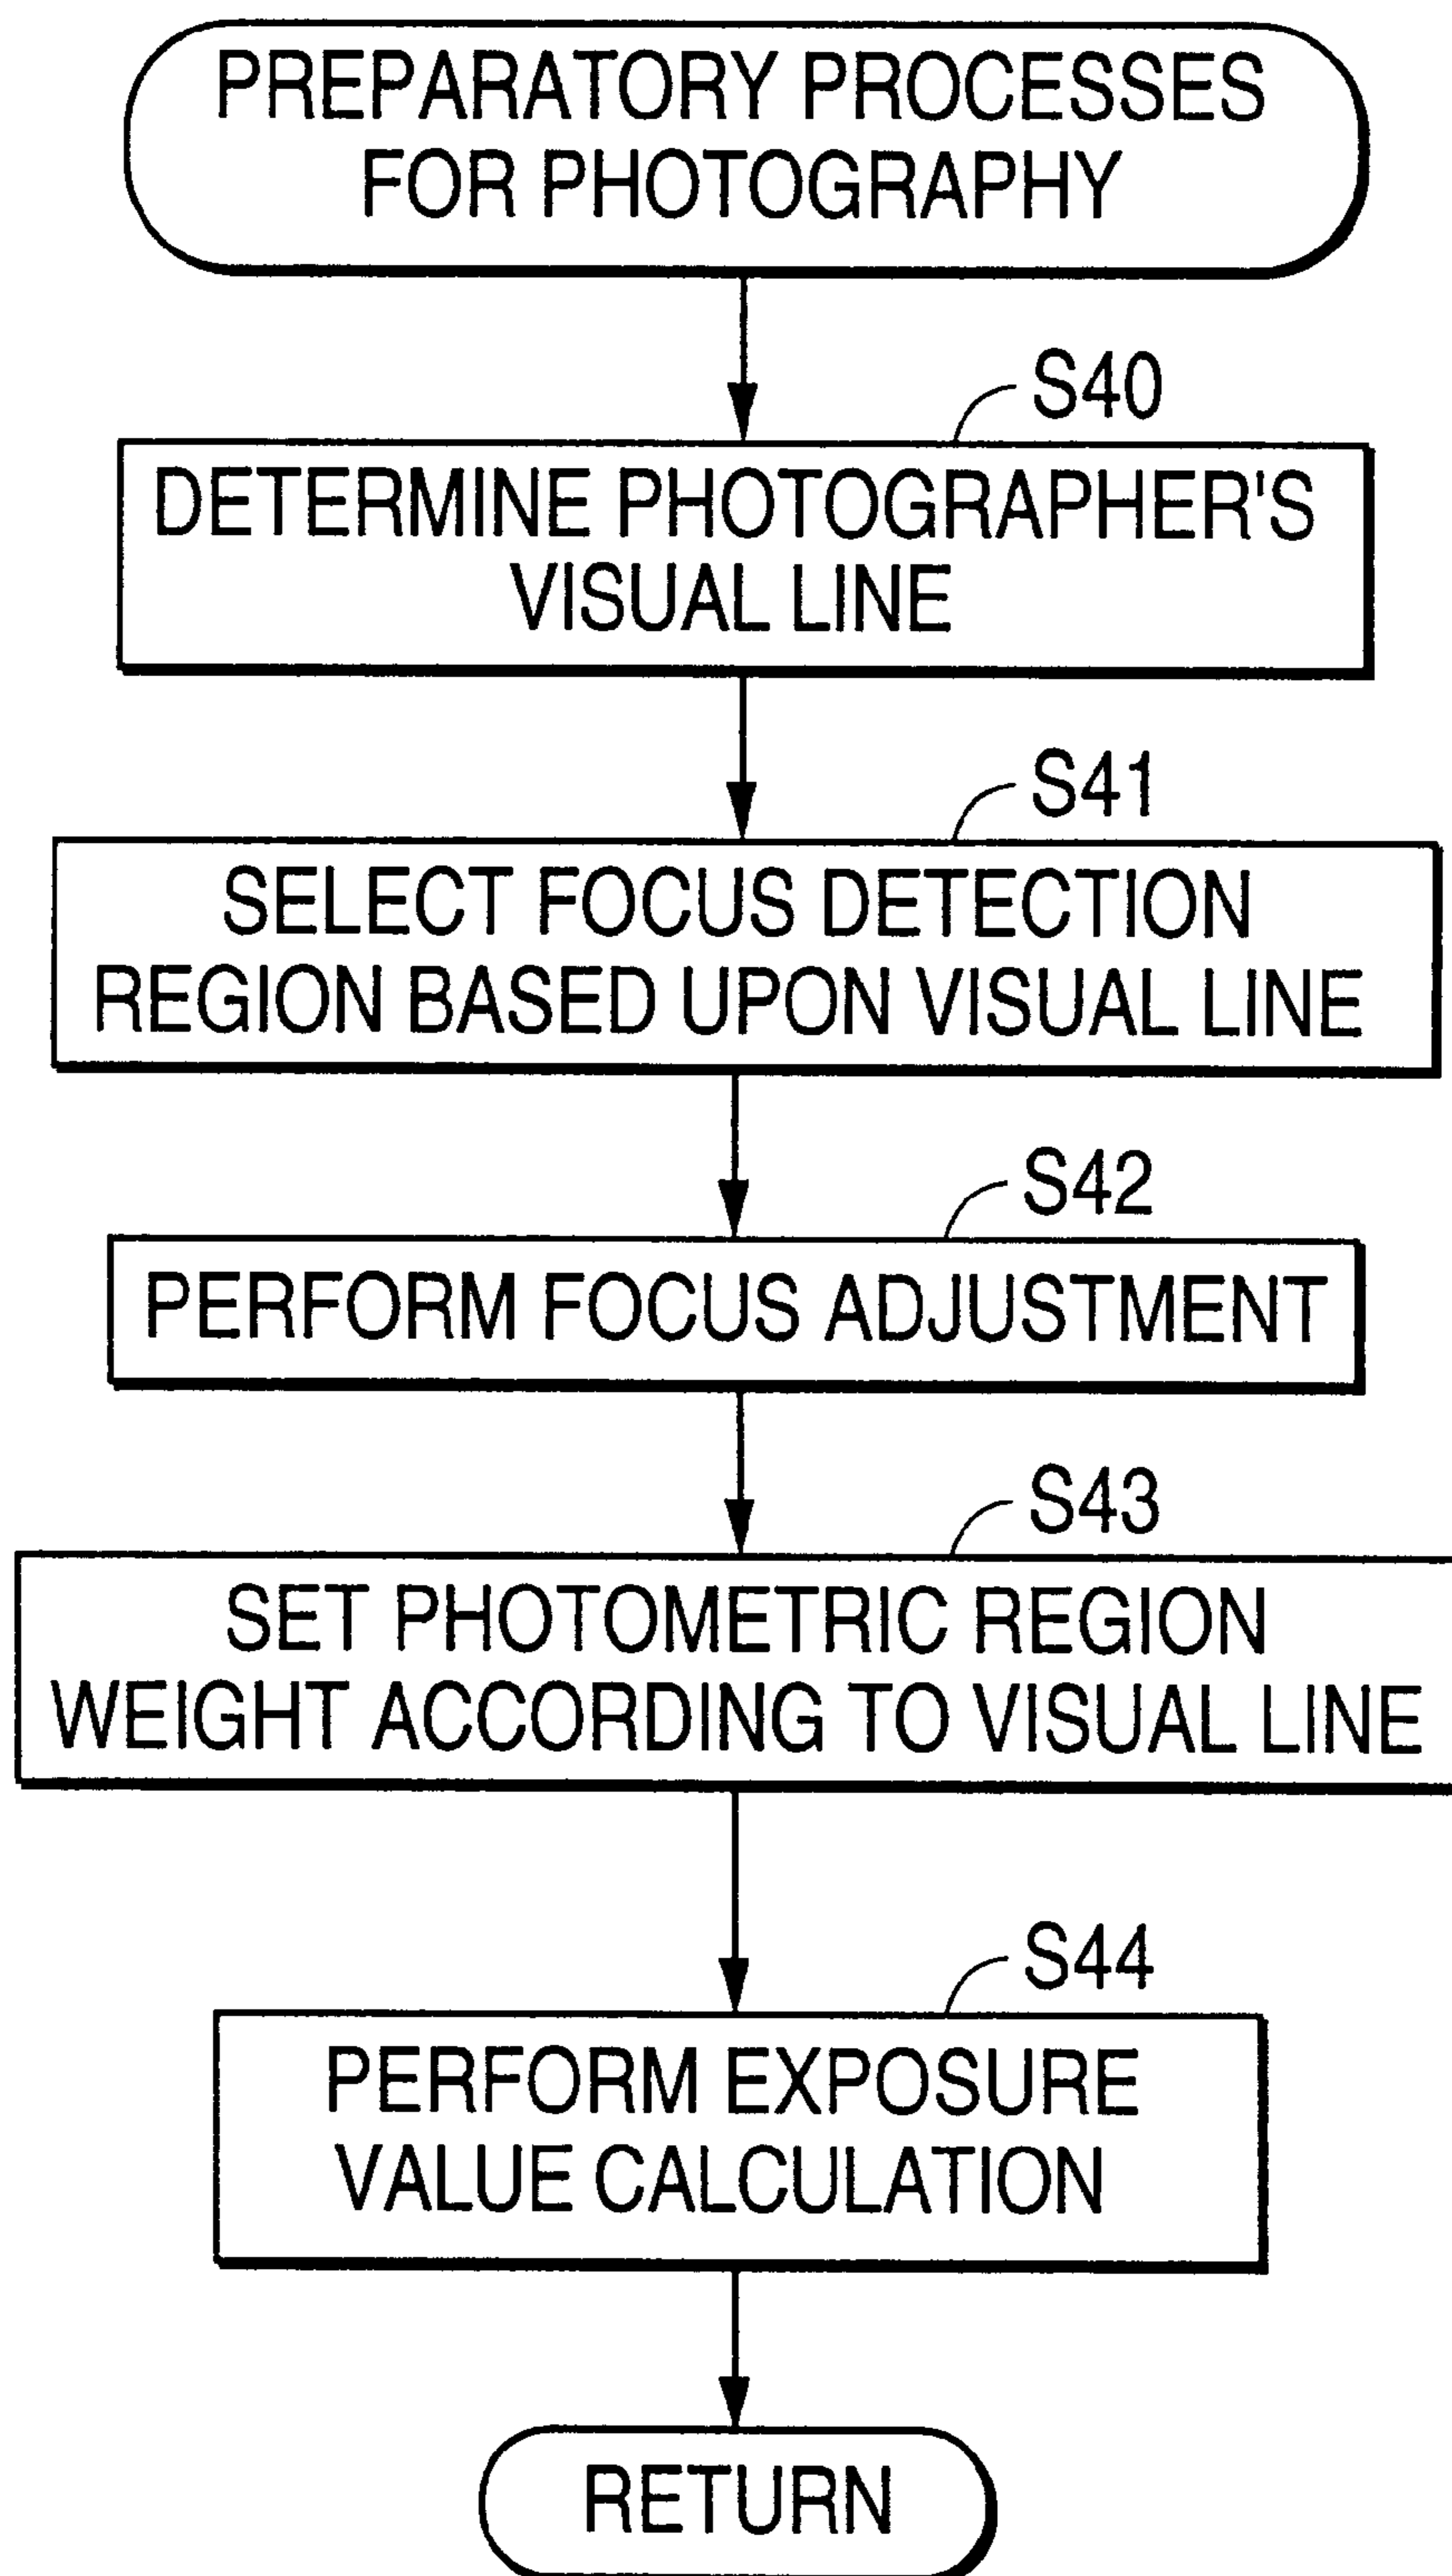 PREPARATORY PROCESSES
FOR PHOTOGRAPHY
S40
DETERMINE PHOTOGRAPHER'S
VISUAL LINE
S41
SELECT FOCUS DETECTION
REGION BASED UPON VISUAL LINE
S42
PERFORM FOCUS ADJUSTMENT
S43
SET PHOTOMETRIC REGION
WEIGHT ACCORDING TO VISUAL LINE
S44
PERFORM EXPOSURE
VALUE CALCULATION
RETURN